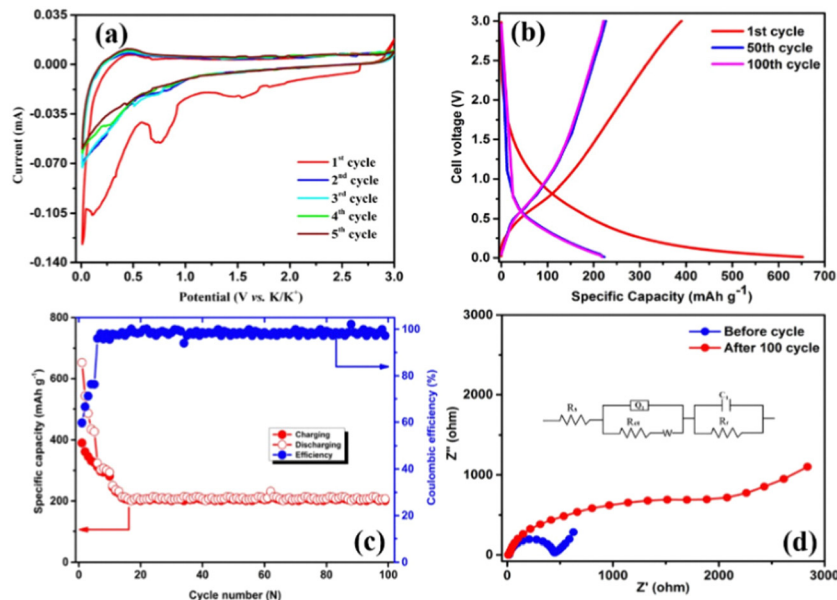 (a)
0.035
0.000
-0.035
-0.070
-0.105
-0.140
Current (mA)
1st cycle
2nd cycle
3rd cycle
4th cycle
5th cycle
0.0 0.5 1.0 1.5 2.0 2.5 3.0
Potential (V vs. K/K+)
(b)
3.0
2.5
2.0
1.5
1.0
0.5
0.0
Cell voltage (V)
1st cycle
50th cycle
100th cycle
0 100 200 300 400 500 600 700
Specific Capacity (mAh g-1)
800
600
400
200
0
Specific capacity (mAh g-1)
Charging
Discharging
Efficiency
100
80
60
40
20
0
Coulombic efficiency (%)
(c)
0 20 40 60 80 100
Cycle number (N)
2000
1500
1000
500
0
Z'' (ohm)
Before cycle
After 100 cycle
W
(d)
0 1000 2000 3000
Z' (ohm)